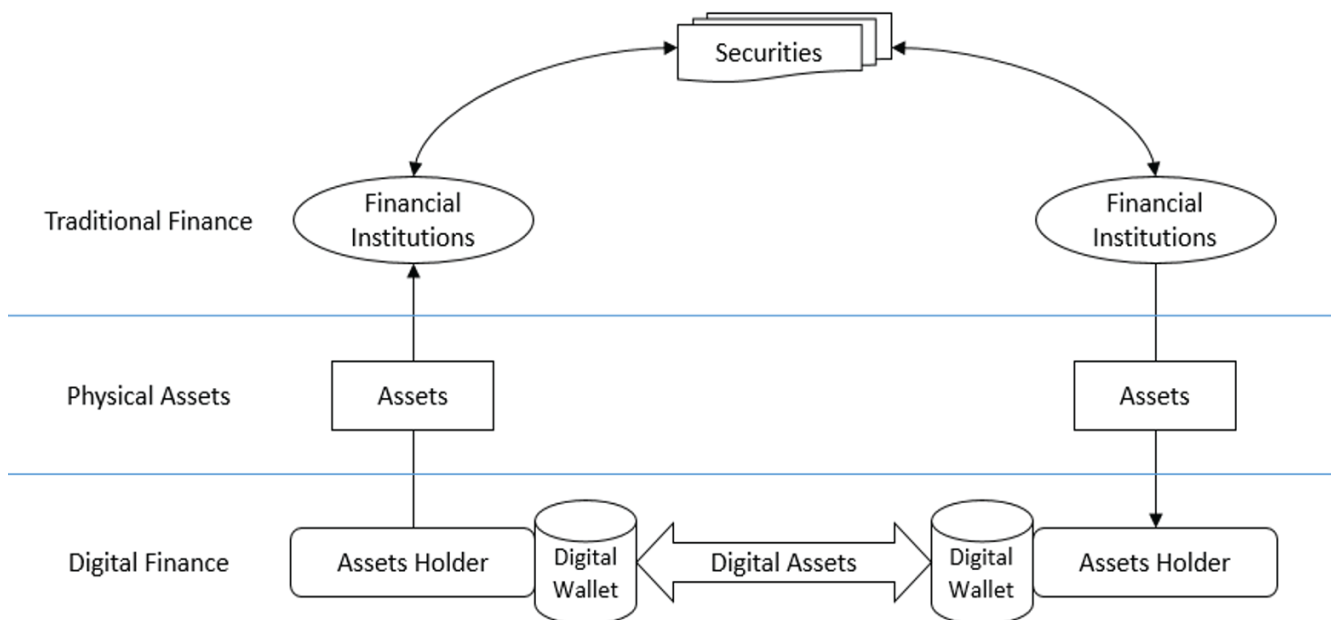 Securities
Traditional Finance
Financial
Institutions
Financial
Institutions
Physical Assets
Assets
Assets
Digital Finance
Assets Holder
Digital
Wallet
Digital Assets
Digital
Wallet
Assets Holder